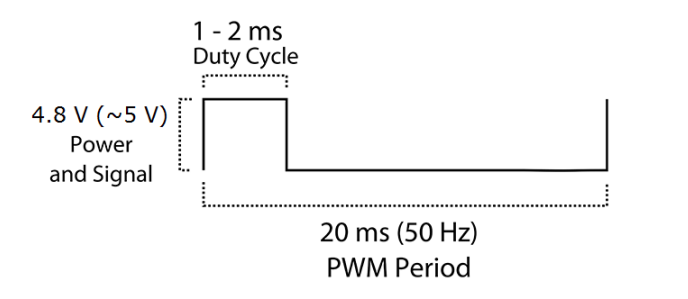 1 - 2 ms
Duty Cycle
4.8 V (~5 V)
Power
and Signal
20 ms (50 Hz)
PWM Period